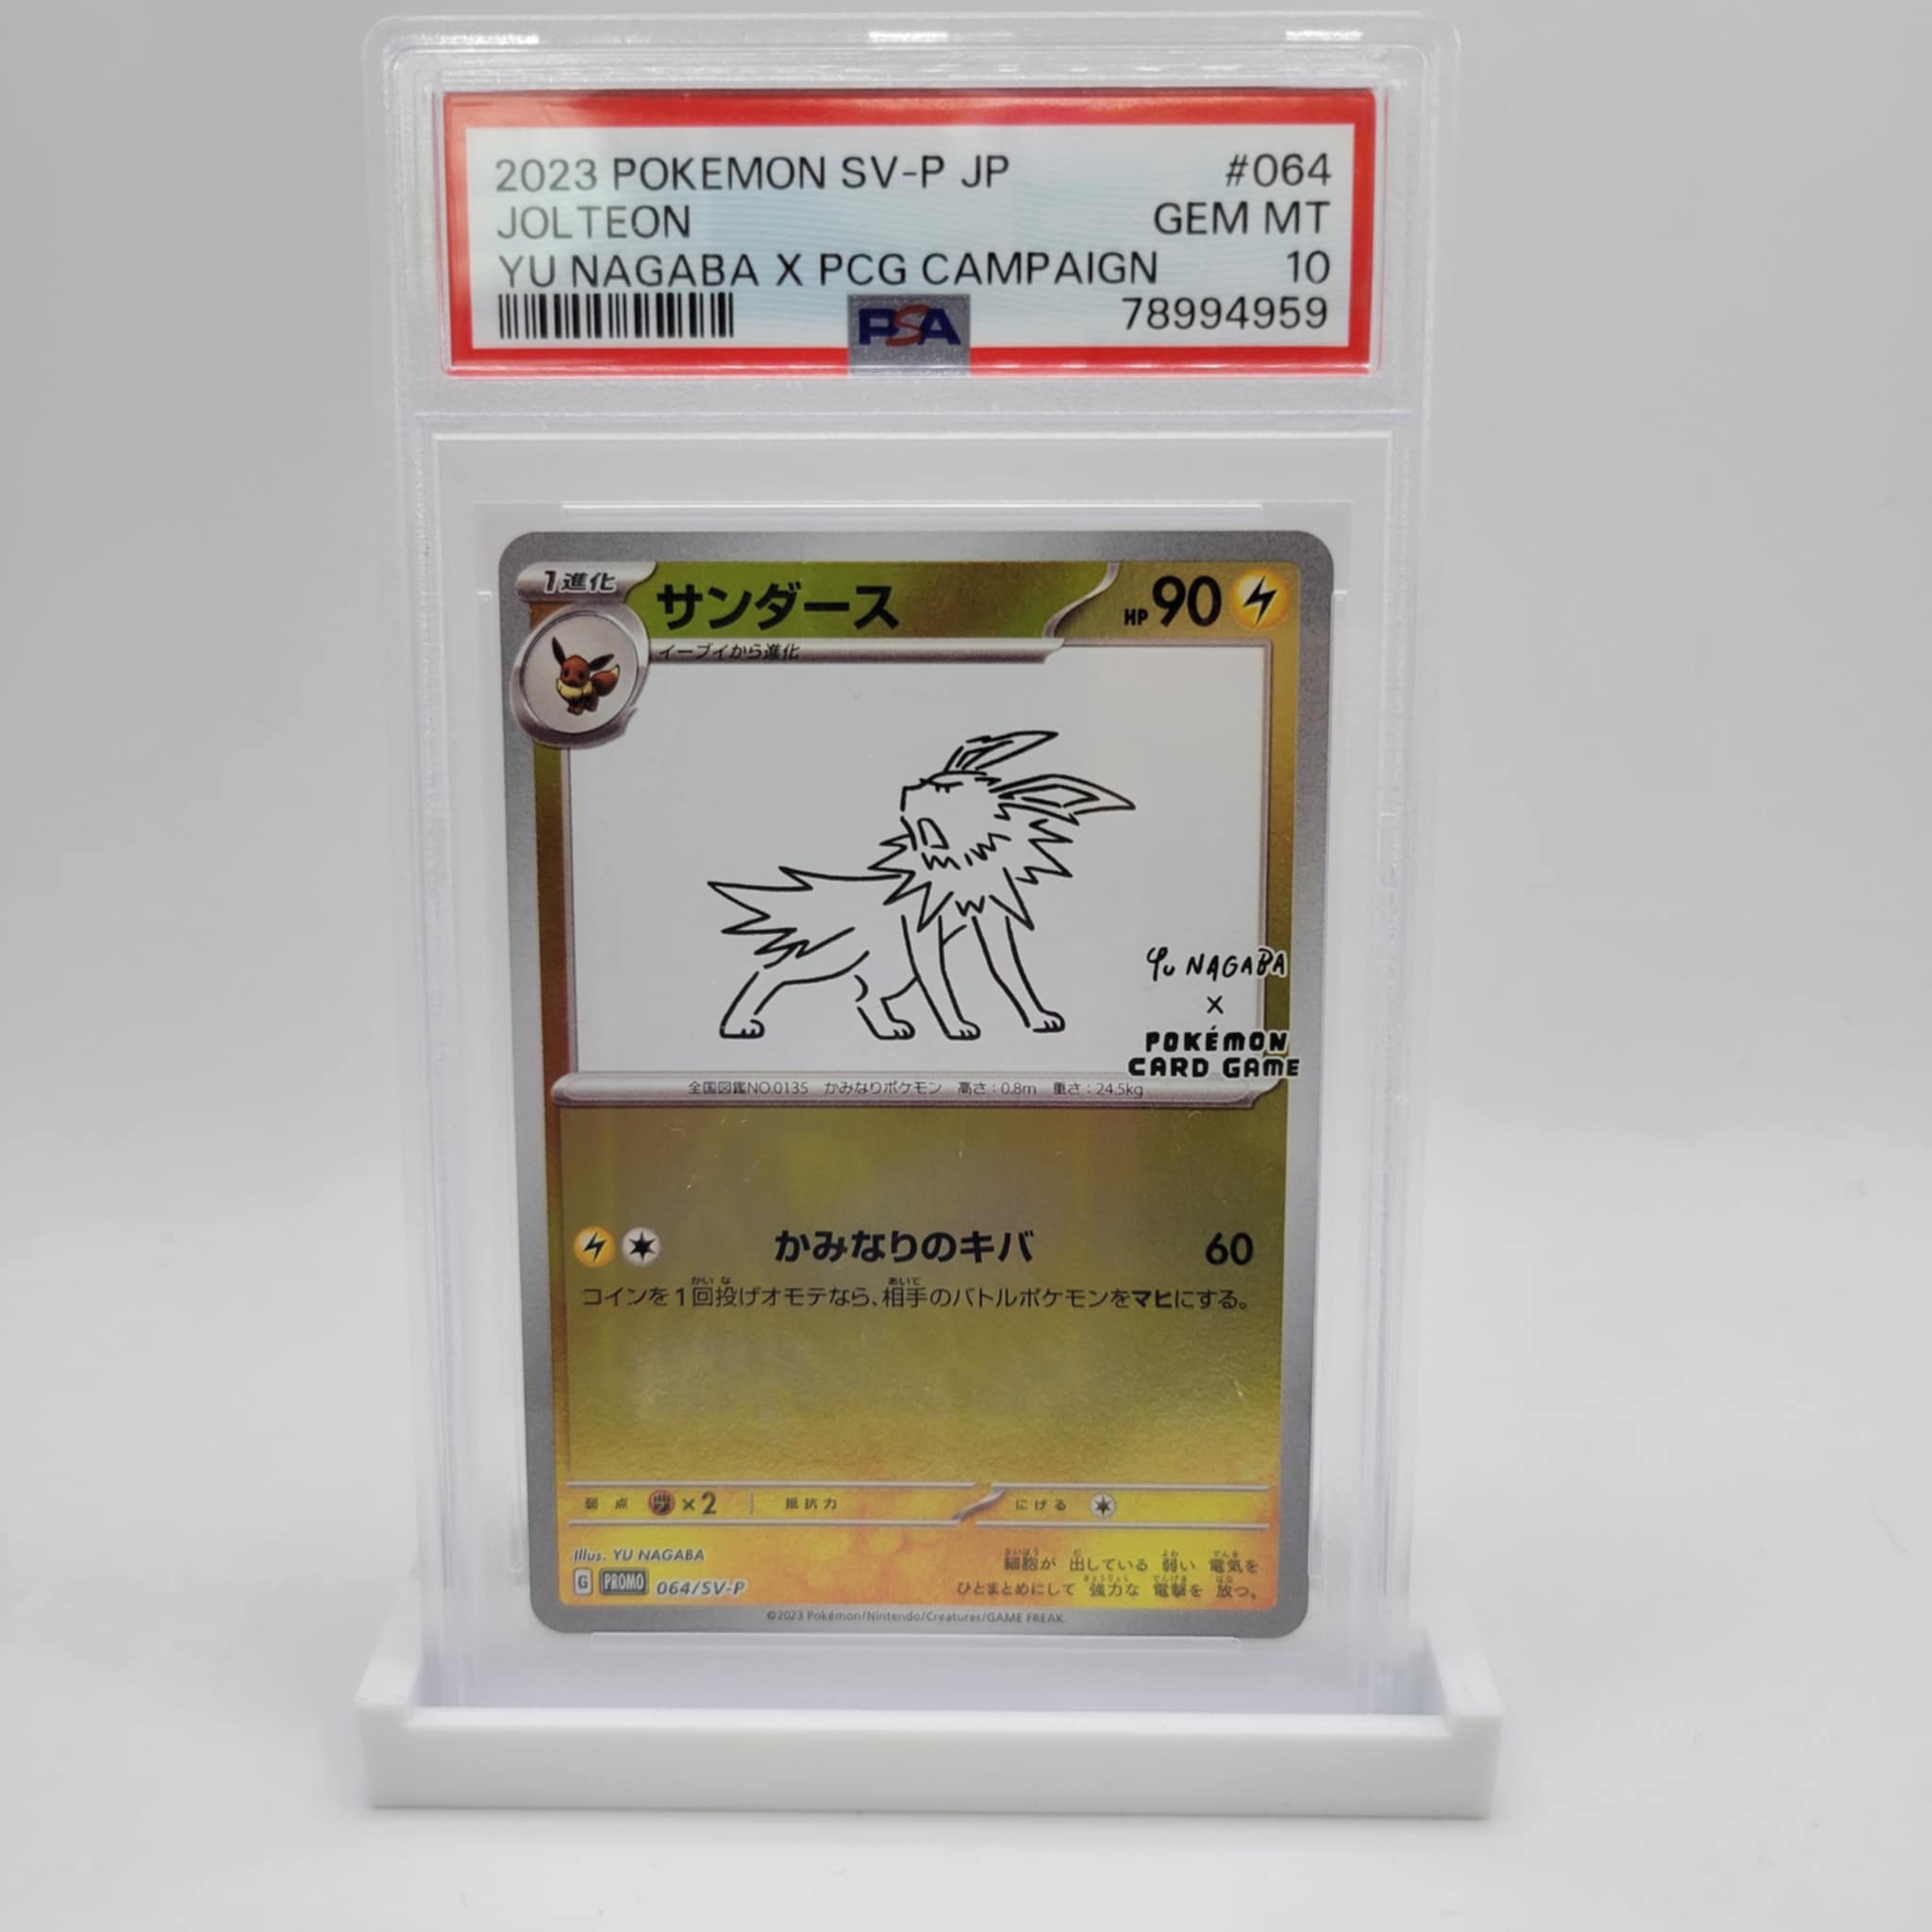 2023 POKEMON SV-P JP #064
JOLTEON GEM MT
YU NAGABA X PCG CAMPAIGN 10
PSA 78994959
1進化
サンダース
HP 90
イーブイから進化
Yu NAGABA
×
POKÉMON
CARD GAME
全国図鑑NO.0135 かみなりポケモン 高さ:0.8m 重さ:24.5kg
かみなりのキバ 60
コインを1回投げオモテなら、相手のバトルポケモンをマヒにする。
弱点 ×2 抵抗力 にげる
Illus. YU NAGABA
G PROMO 064/SV-P
細胞が 出している 弱い 電気を
ひとまとめにして 強力な 電撃を 放つ。
©2023 Pokémon/Nintendo/Creatures/GAME FREAK